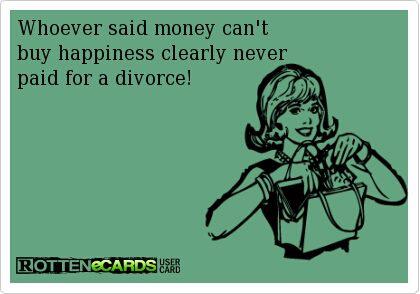 Whoever said money can't
buy happiness clearly never
paid for a divorce!
ROTTENeCARDS USER
CARD